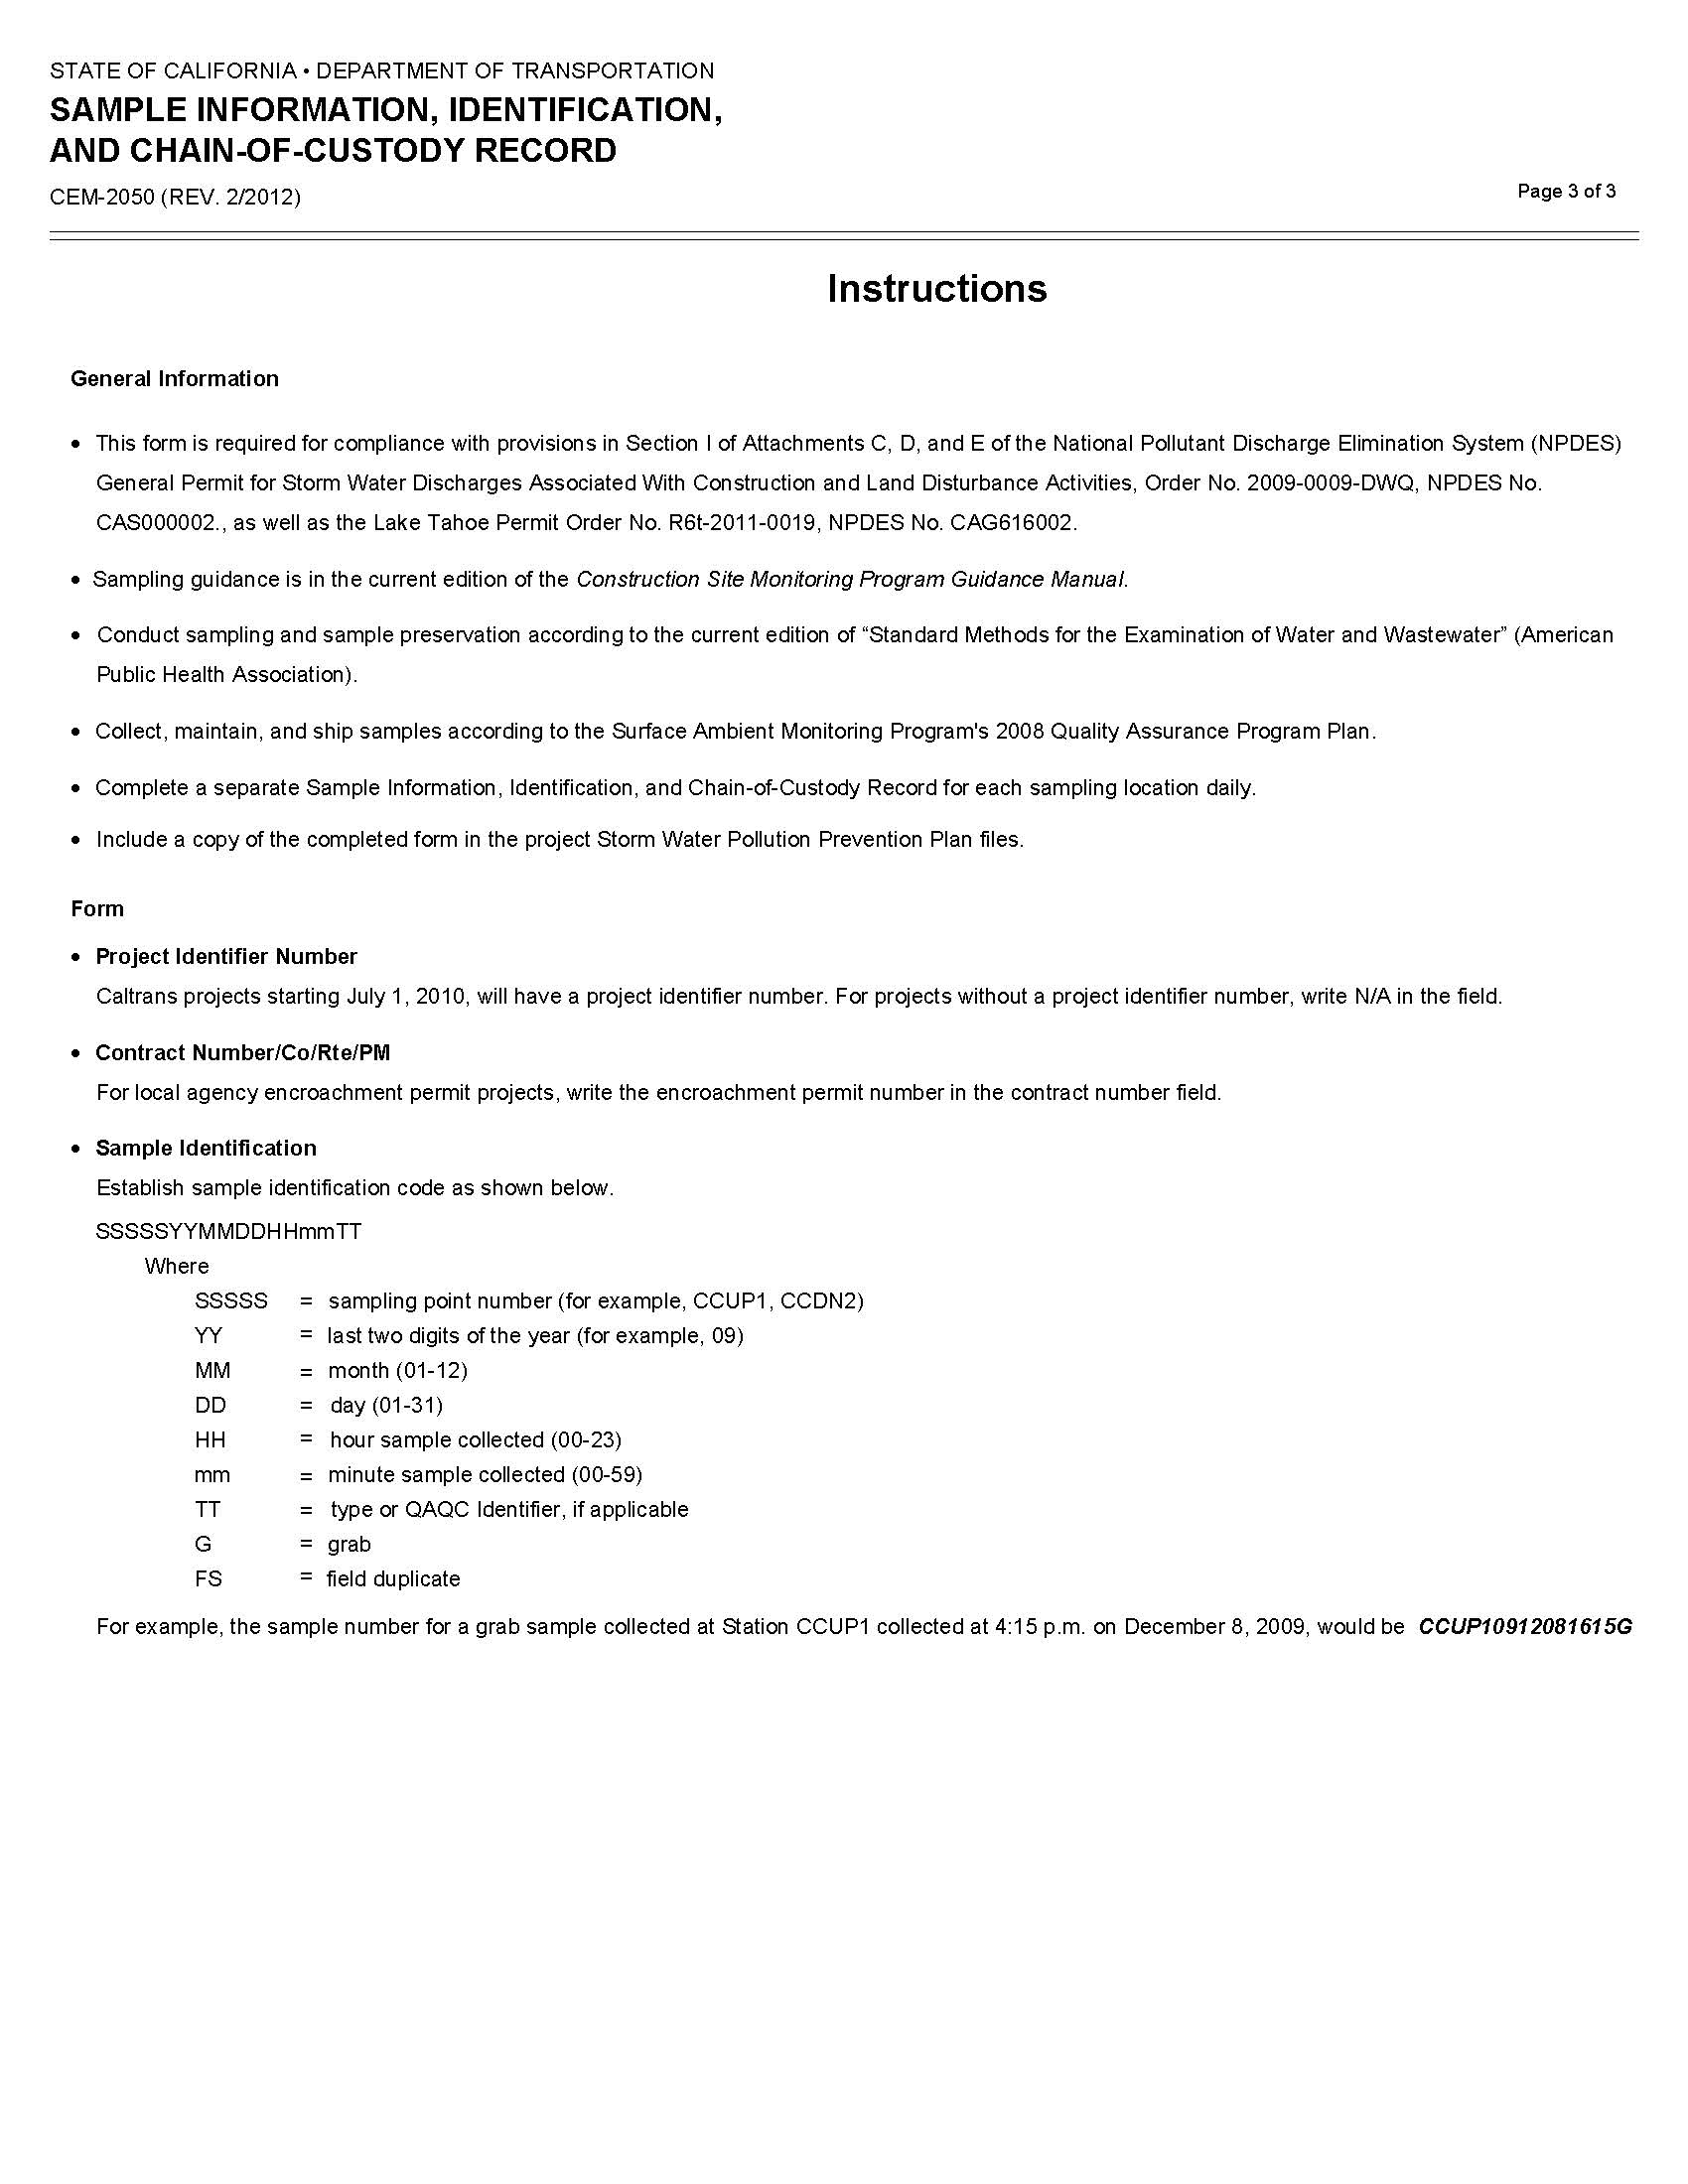 STATE OF CALIFORNIA • DEPARTMENT OF TRANSPORTATION
SAMPLE INFORMATION, IDENTIFICATION,
AND CHAIN-OF-CUSTODY RECORD
CEM-2050 (REV. 2/2012)
Page 3 of 3
Instructions
General Information
• This form is required for compliance with provisions in Section I of Attachments C, D, and E of the National Pollutant Discharge Elimination System (NPDES)
General Permit for Storm Water Discharges Associated With Construction and Land Disturbance Activities, Order No. 2009-0009-DWQ, NPDES No.
CAS000002., as well as the Lake Tahoe Permit Order No. R6t-2011-0019, NPDES No. CAG616002.
• Sampling guidance is in the current edition of the Construction Site Monitoring Program Guidance Manual.
• Conduct sampling and sample preservation according to the current edition of “Standard Methods for the Examination of Water and Wastewater” (American
Public Health Association).
• Collect, maintain, and ship samples according to the Surface Ambient Monitoring Program's 2008 Quality Assurance Program Plan.
• Complete a separate Sample Information, Identification, and Chain-of-Custody Record for each sampling location daily.
• Include a copy of the completed form in the project Storm Water Pollution Prevention Plan files.
Form
• Project Identifier Number
Caltrans projects starting July 1, 2010, will have a project identifier number. For projects without a project identifier number, write N/A in the field.
• Contract Number/Co/Rte/PM
For local agency encroachment permit projects, write the encroachment permit number in the contract number field.
• Sample Identification
Establish sample identification code as shown below.
SSSSSYYMMDDHHmmTT
Where
SSSSS = sampling point number (for example, CCUP1, CCDN2)
YY = last two digits of the year (for example, 09)
MM = month (01-12)
DD = day (01-31)
HH = hour sample collected (00-23)
mm = minute sample collected (00-59)
TT = type or QAQC Identifier, if applicable
G = grab
FS = field duplicate
For example, the sample number for a grab sample collected at Station CCUP1 collected at 4:15 p.m. on December 8, 2009, would be CCUP10912081615G